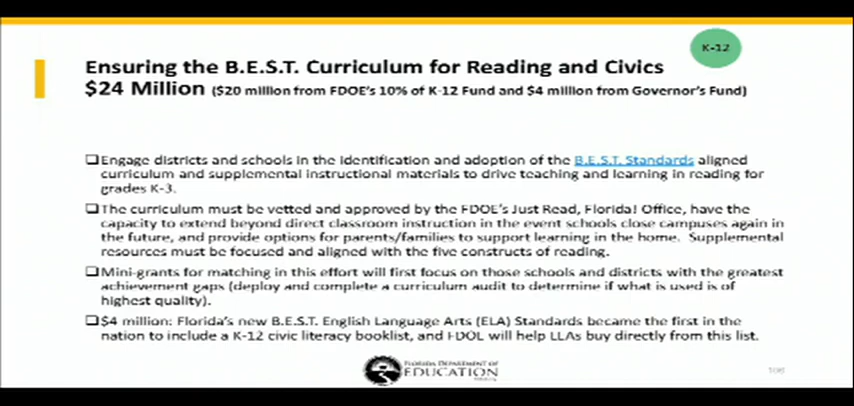 K-12
Ensuring the B.E.S.T. Curriculum for Reading and Civics
$24 Million ($20 million from FDOE's 10% of K-12 Fund and $4 million from Governor's Fund)
❑Engage districts and schools in the identification and adoption of the B.E.S.T. Standards aligned
curriculum and supplemental instructional materials to drive teaching and learning in reading for
grades K-3.
❑The curriculum must be vetted and approved by the FDOE's Just Read, Florida! Office, have the
capacity to extend beyond direct classroom instruction in the event schools close campuses again in
the future, and provide options for parents/families to support learning in the home. Supplemental
resources must be focused and aligned with the five constructs of reading.
❑Mini-grants for matching in this effort will first focus on those schools and districts with the greatest
achievement gaps (deploy and complete a curriculum audit to determine if what is used is of
highest quality).
❑$4 million: Florida's new B.E.S.T. English Language Arts (ELA) Standards became the first in the
nation to include a K-12 civic literacy booklist, and FDOE will help LEAs buy directly from this list.
FLORIDA DEPARTMENT OF
EDUCATION